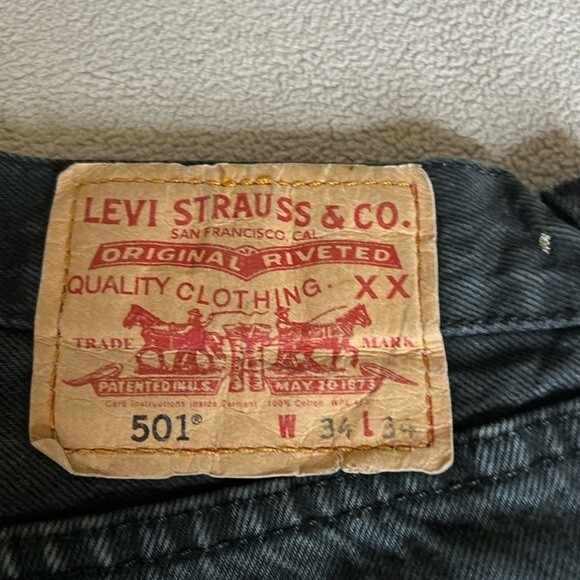 LEVI STRAUSS & CO.
SAN FRANCISCO, CAL.
ORIGINAL RIVETED
QUALITY CLOTHING. XX
TRADE MARK
PATENTED IN U.S. MAY 20 1873
Care instructions inside Garment 100% Cotton WPL
501® W 34 L 34